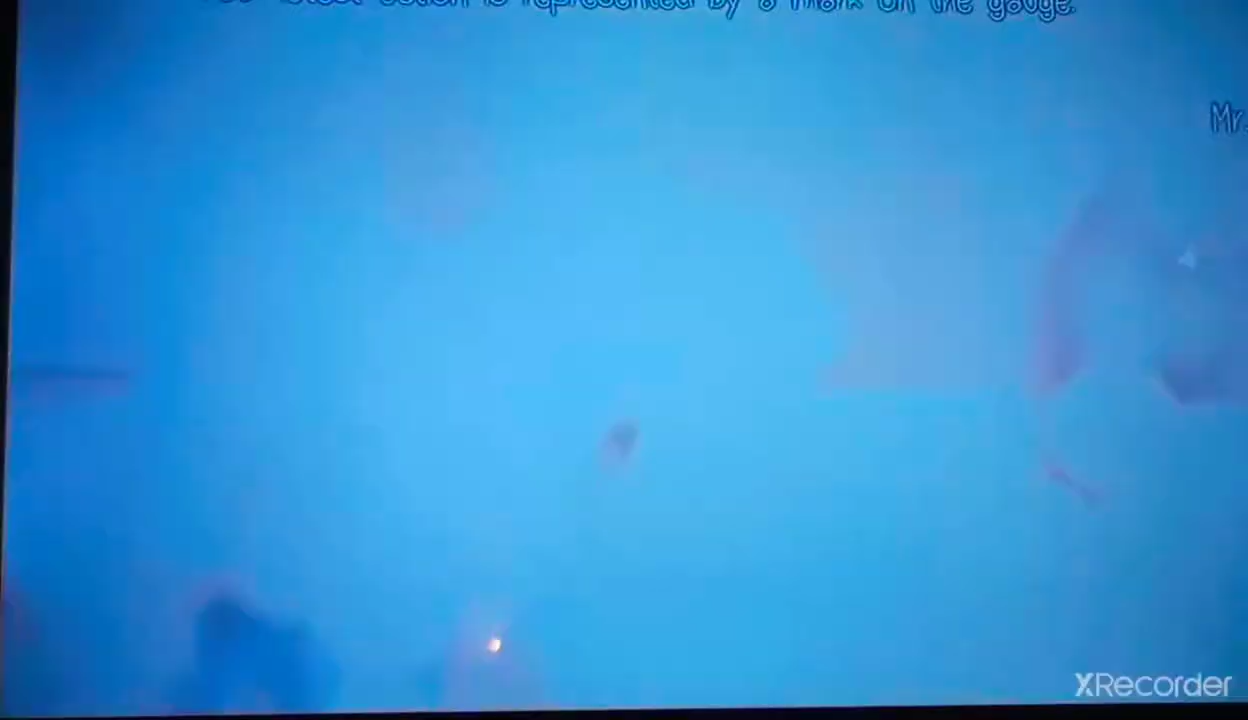 is represented by a mark on the gauge.
Mr.
XRecorder